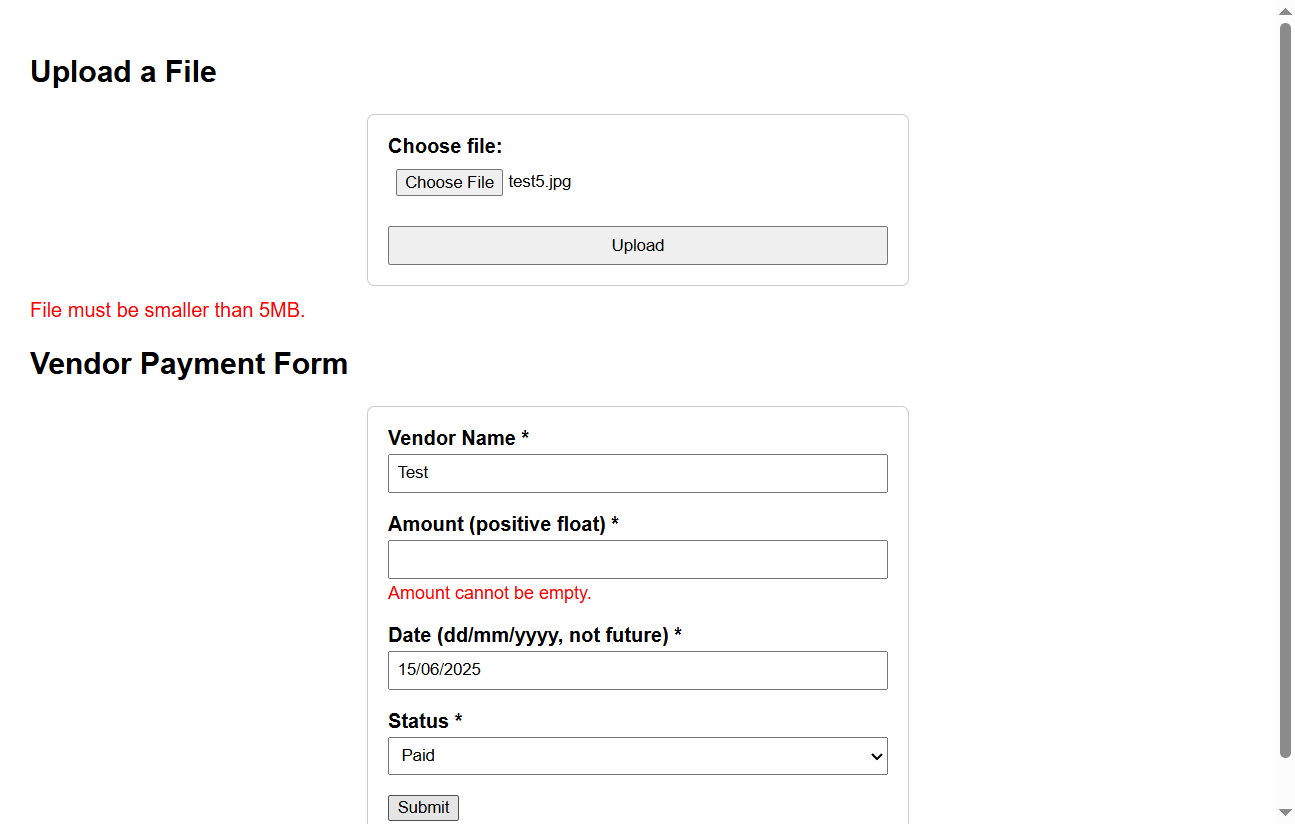 Upload a File
Choose file:
Choose File test5.jpg
Upload
File must be smaller than 5MB.
Vendor Payment Form
Vendor Name *
Test
Amount (positive float) *
Amount cannot be empty.
Date (dd/mm/yyyy, not future) *
15/06/2025
Status *
Paid
Submit